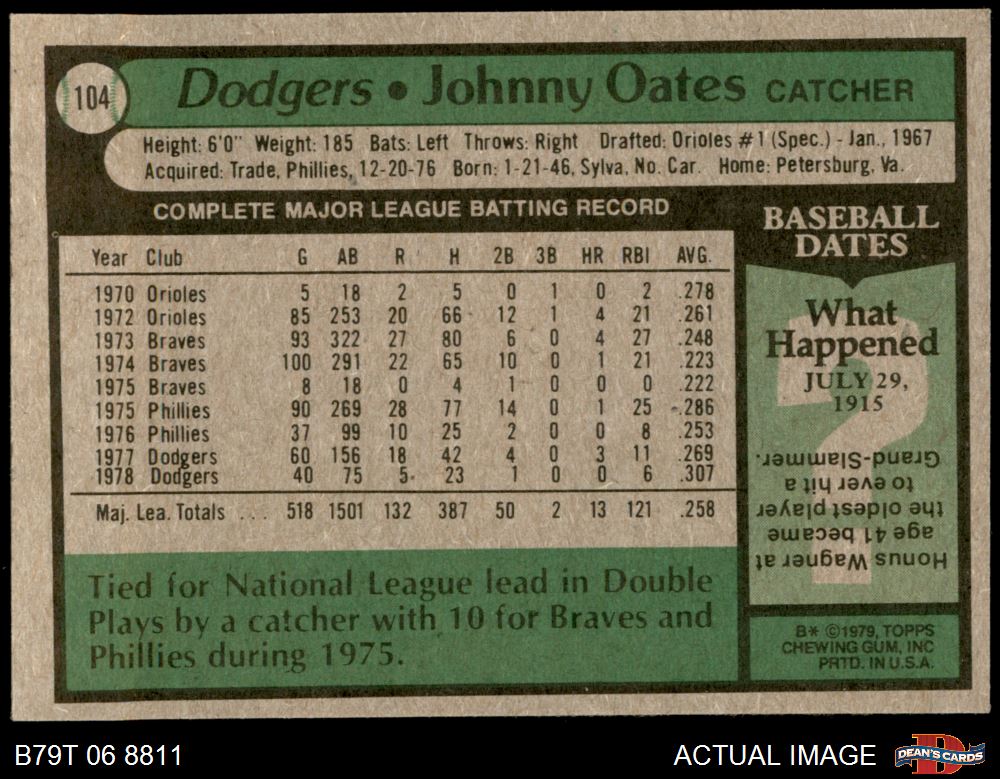 104
Dodgers • Johnny Oates CATCHER
Height: 6'0" Weight: 185 Bats: Left Throws: Right Drafted: Orioles #1 (Spec.) - Jan., 1967
Acquired: Trade, Phillies, 12-20-76 Born: 1-21-46, Sylva, No. Car. Home: Petersburg, Va.
COMPLETE MAJOR LEAGUE BATTING RECORD
Year Club G AB R H 2B 3B HR RBI AVG.
1970 Orioles 5 18 2 5 0 1 0 2 .278
1972 Orioles 85 253 20 66 12 1 4 21 .261
1973 Braves 93 322 27 80 6 0 4 27 .248
1974 Braves 100 291 22 65 10 0 1 21 .223
1975 Braves 8 18 0 4 1 0 0 0 .222
1975 Phillies 90 269 28 77 14 0 1 25 .286
1976 Phillies 37 99 10 25 2 0 0 8 .253
1977 Dodgers 60 156 18 42 4 0 3 11 .269
1978 Dodgers 40 75 5 23 1 0 0 6 .307
Maj. Lea. Totals ... 518 1501 132 387 50 2 13 121 .258
Tied for National League lead in Double
Plays by a catcher with 10 for Braves and
Phillies during 1975.
BASEBALL
DATES
What
Happened
JULY 29,
1915
Honus Wagner at
age 41 became
the oldest player
to ever hit a
Grand-Slammer.
B* ©1979, TOPPS
CHEWING GUM, INC
PRTD. IN U.S.A.
B79T 06 8811
ACTUAL IMAGE
DEAN'S CARDS